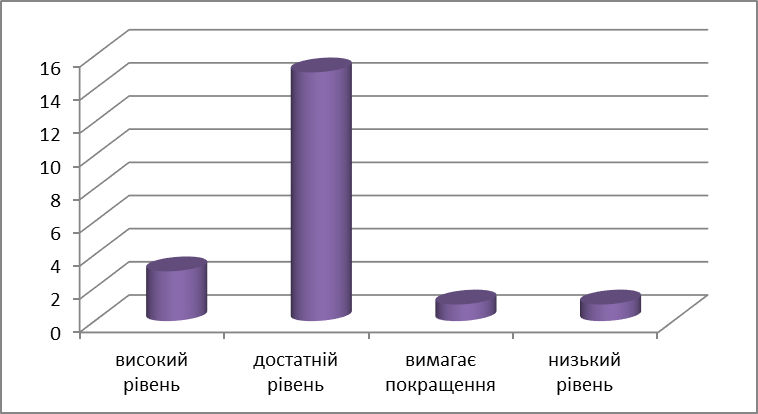 16
14
12
10
8
6
4
2
0
високий
рівень
достатній
рівень
вимагає
покращення
низький
рівень